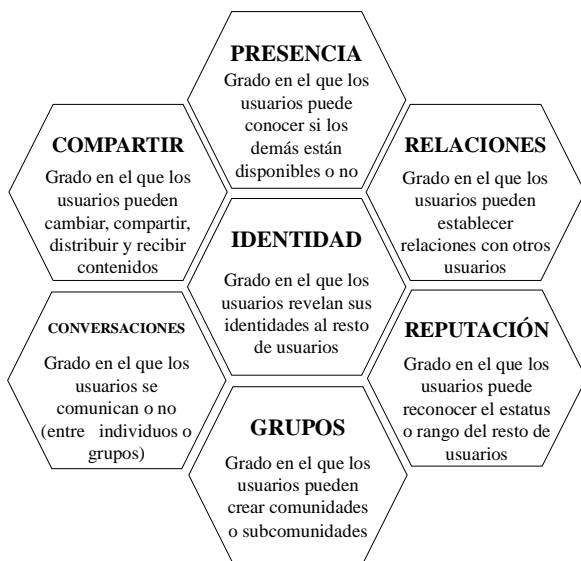 PRESENCIA
Grado en el que los
usuarios puede
conocer si los
demás están
disponibles o no
COMPARTIR
Grado en el que los
usuarios pueden
cambiar, compartir,
distribuir y recibir
contenidos
RELACIONES
Grado en el que los
usuarios pueden
establecer
relaciones con otros
usuarios
IDENTIDAD
Grado en el que los
usuarios revelan sus
identidades al resto
de usuarios
CONVERSACIONES
Grado en el que los
usuarios se
comunican o no
(entre individuos o
grupos)
REPUTACIÓN
Grado en el que los
usuarios puede
reconocer el estatus
o rango del resto de
usuarios
GRUPOS
Grado en el que los
usuarios pueden
crear comunidades
o subcomunidades